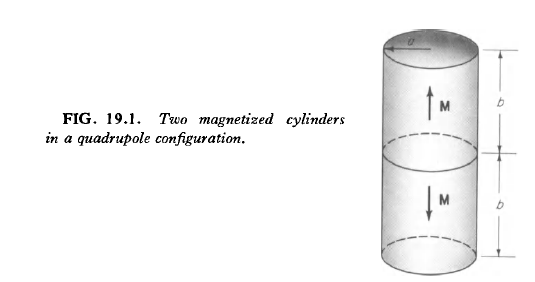 FIG. 19.1. Two magnetized cylinders
in a quadrupole configuration.
a
M
b
M
b